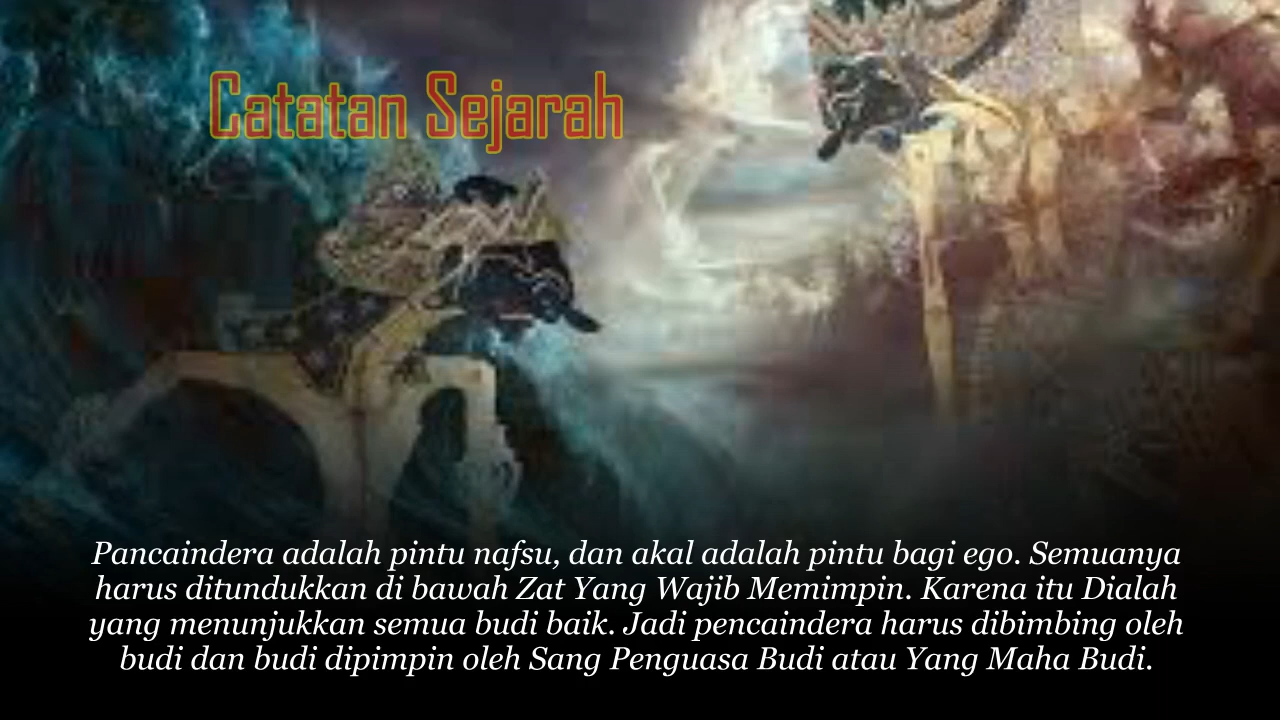 Catatan Sejarah
Pancaindera adalah pintu nafsu, dan akal adalah pintu bagi ego. Semuanya
harus ditundukkan di bawah Zat Yang Wajib Memimpin. Karena itu Dialah
yang menunjukkan semua budi baik. Jadi pencaindera harus dibimbing oleh
budi dan budi dipimpin oleh Sang Penguasa Budi atau Yang Maha Budi.